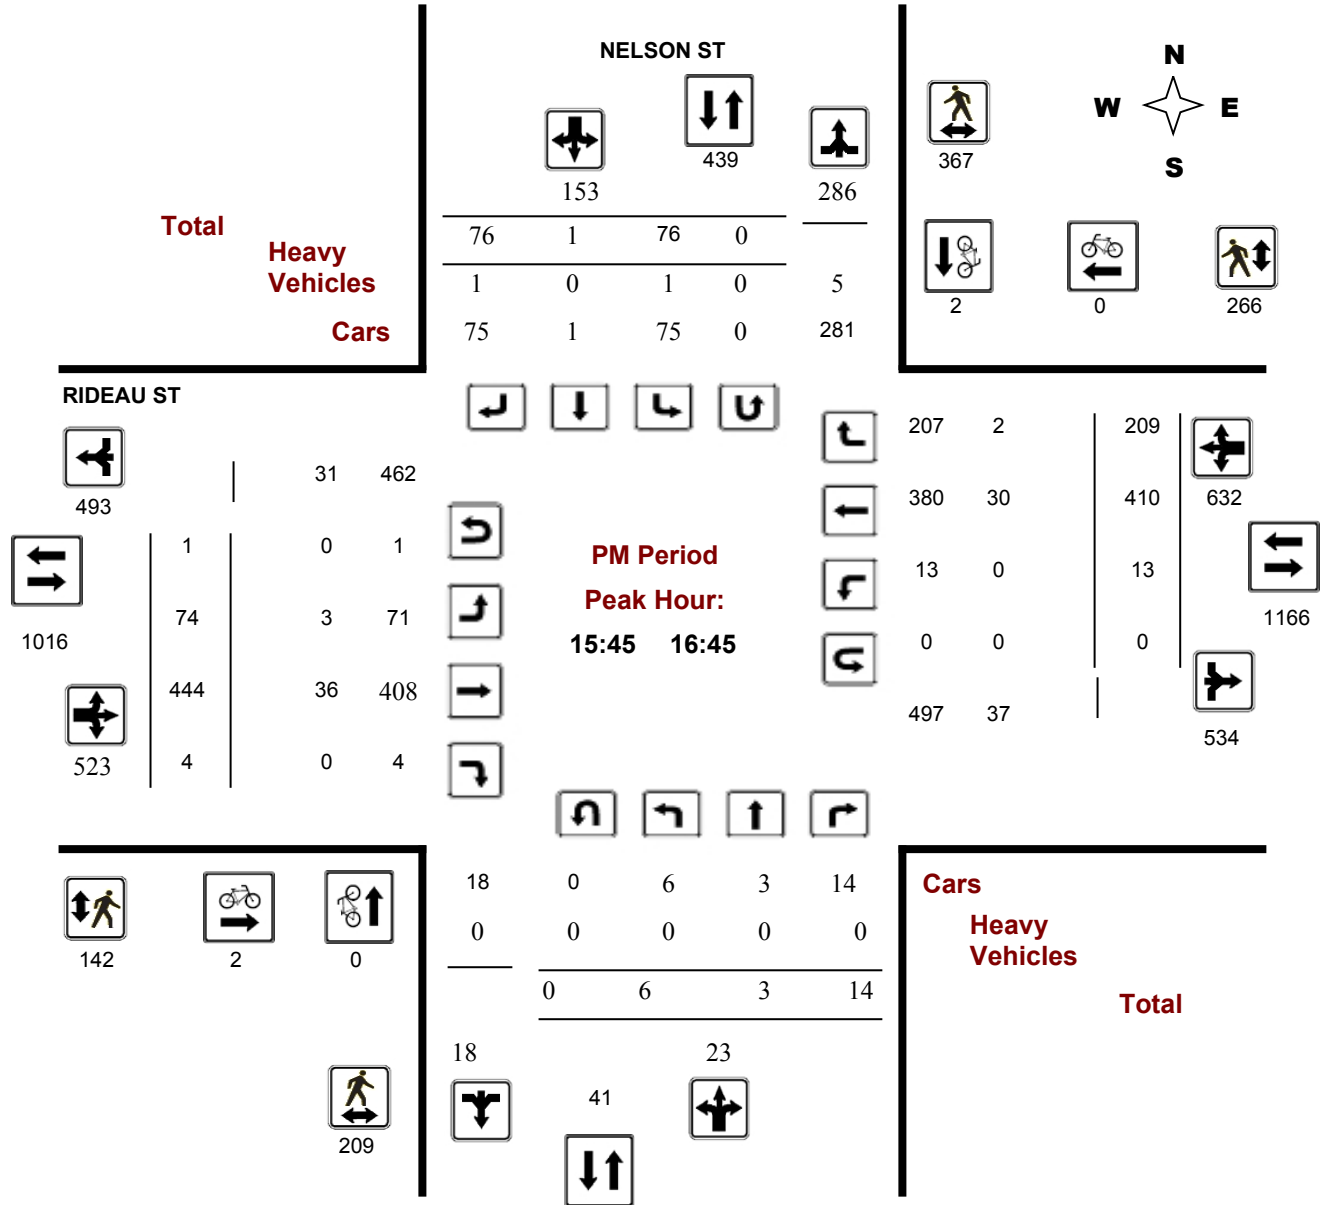 NELSON ST
N
W E
S
439
367
153 286
Total
76 1 76 0
Heavy
Vehicles
1 0 1 0 5
2 0 266
Cars
75 1 75 0 281
RIDEAU ST
207 2 209
31 462
493
380 30 410 632
1 0 1
PM Period
13 0 13
Peak Hour:
74 3 71
1016
15:45 16:45
0 0 0
1166
444 36 408
497 37
534
523 4 0 4
18 0 6 3 14
Cars
Heavy
Vehicles
0 0 0 0 0
142 2 0
0 6 3 14
Total
18 23
41
209